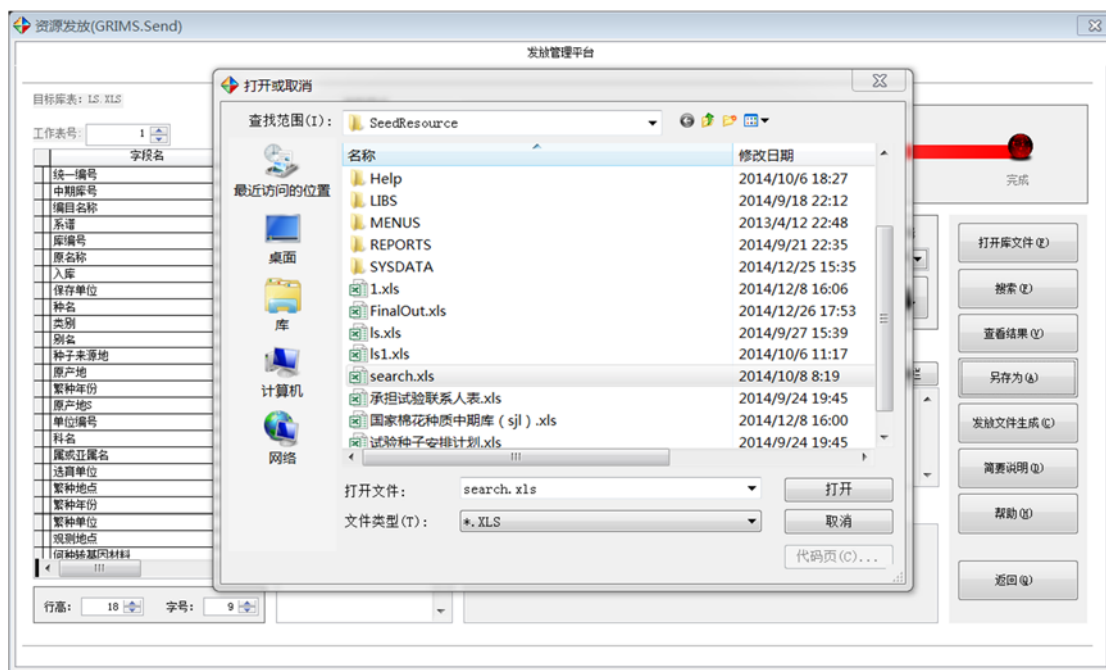 资源发放(GRIMS.Send)
发放管理平台
目标库表: LS.XLS
工作表号: 1
字段名
统一编号
中期库号
编目名称
系谱
库编号
原名称
入库
保存单位
种名
类别
别名
种子来源地
原产地
繁种年份
原产地S
单位编号
科名
属或亚属名
选育单位
繁种地点
繁种年份
繁种单位
观测地点
何种转基因材料
行高: 18 字号: 9
打开或取消
查找范围(I): SeedResource
最近访问的位置
桌面
库
计算机
网络
名称 修改日期
Help 2014/10/6 18:27
LIBS 2014/9/18 22:12
MENUS 2013/4/12 22:48
REPORTS 2014/9/21 22:35
SYSDATA 2014/12/25 15:35
1.xls 2014/12/8 16:06
FinalOut.xls 2014/12/26 17:53
ls.xls 2014/9/27 15:39
ls1.xls 2014/10/6 11:17
search.xls 2014/10/8 8:19
承担试验联系人表.xls 2014/9/24 19:45
国家棉花种质中期库（sjl）.xls 2014/12/8 16:00
试验种子安排计划.xls 2014/9/24 19:45
打开文件: search.xls 打开
文件类型(T): *.XLS 取消
代码页(C)...
完成
打开库文件(P)
查看结果(V)
另存为(A)
发放文件生成(C)
简要说明(D)
帮助(H)
返回(Q)